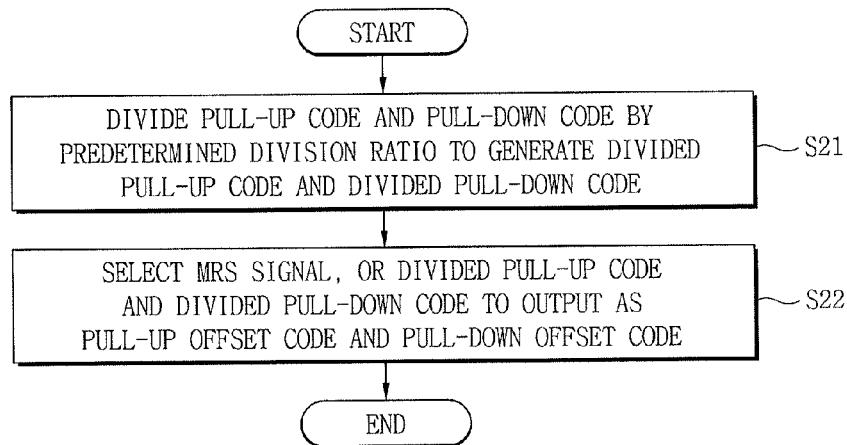 START
DIVIDE PULL-UP CODE AND PULL-DOWN CODE BY
PREDETERMINED DIVISION RATIO TO GENERATE DIVIDED
PULL-UP CODE AND DIVIDED PULL-DOWN CODE
S21
SELECT MRS SIGNAL, OR DIVIDED PULL-UP CODE
AND DIVIDED PULL-DOWN CODE TO OUTPUT AS
PULL-UP OFFSET CODE AND PULL-DOWN OFFSET CODE
S22
END